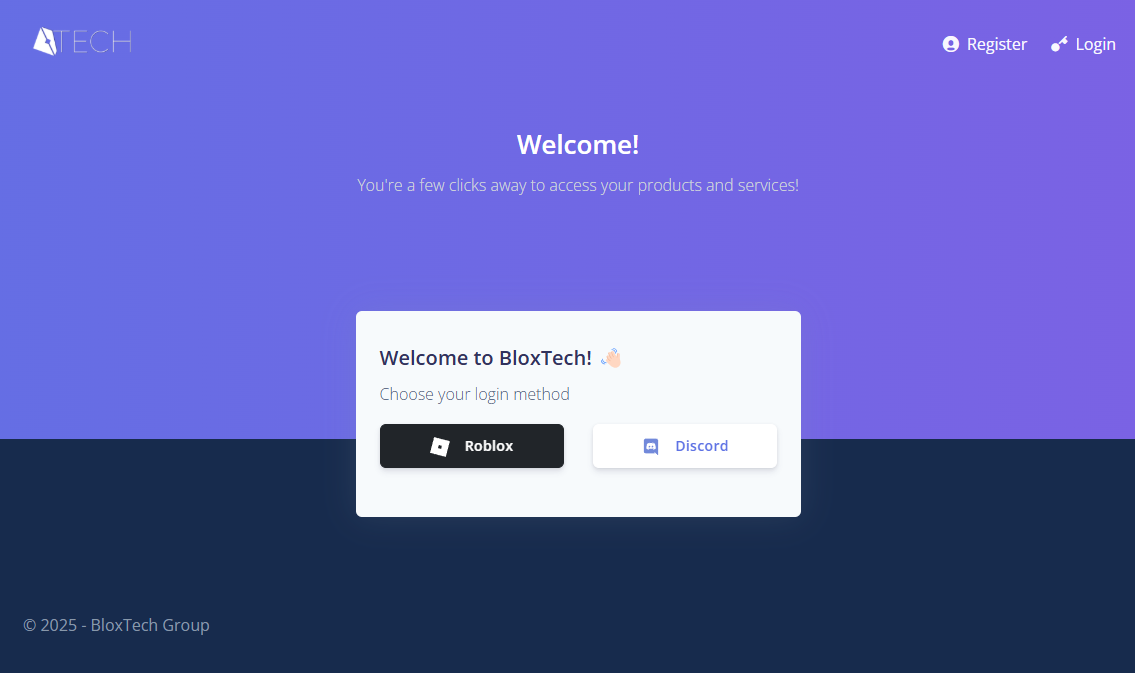 TECH
Register
Login
Welcome!
You're a few clicks away to access your products and services!
Welcome to BloxTech! 👋🏻
Choose your login method
Roblox
Discord
© 2025 - BloxTech Group